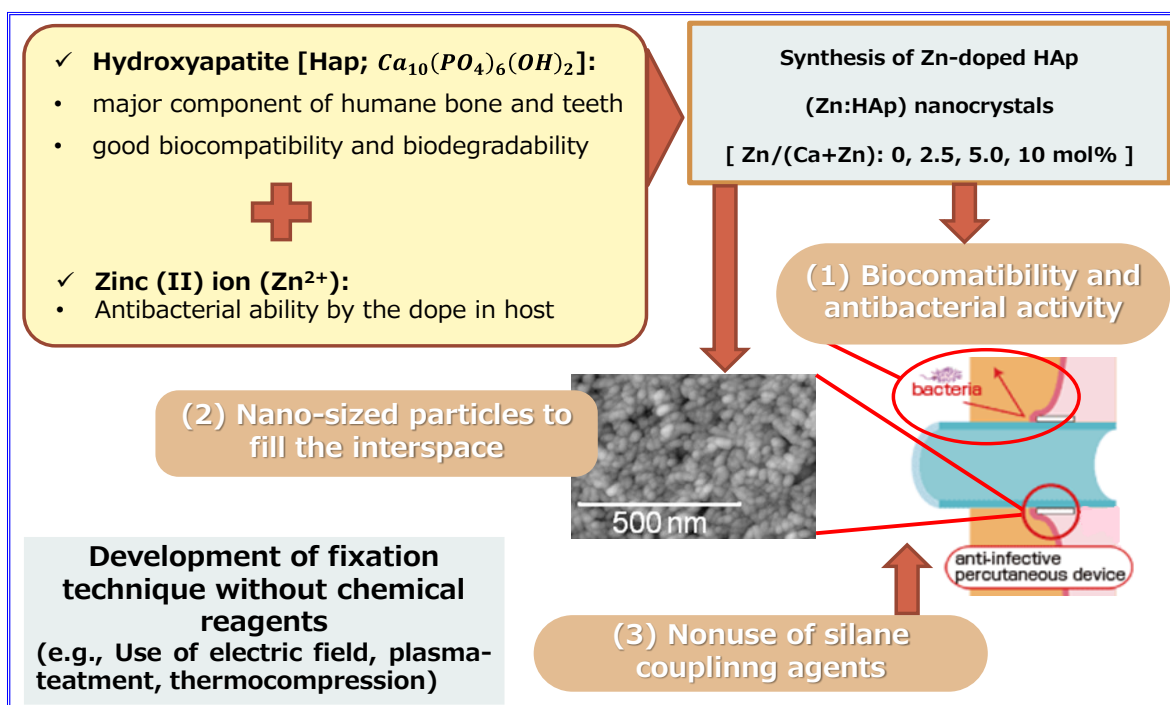 ✓ Hydroxyapatite [Hap; Ca₁₀(PO₄)₆(OH)₂]:
• major component of humane bone and teeth
• good biocompatibility and biodegradability
✓ Zinc (II) ion (Zn²⁺):
• Antibacterial ability by the dope in host
Synthesis of Zn-doped HAp
(Zn:HAp) nanocrystals
[ Zn/(Ca+Zn): 0, 2.5, 5.0, 10 mol% ]
(1) Biocomatibility and
antibacterial activity
(2) Nano-sized particles to
fill the interspace
500 nm
bacteria
anti-infective
percutaneous device
(3) Nonuse of silane
couplinng agents
Development of fixation
technique without chemical
reagents
(e.g., Use of electric field, plasma-
teatment, thermocompression)